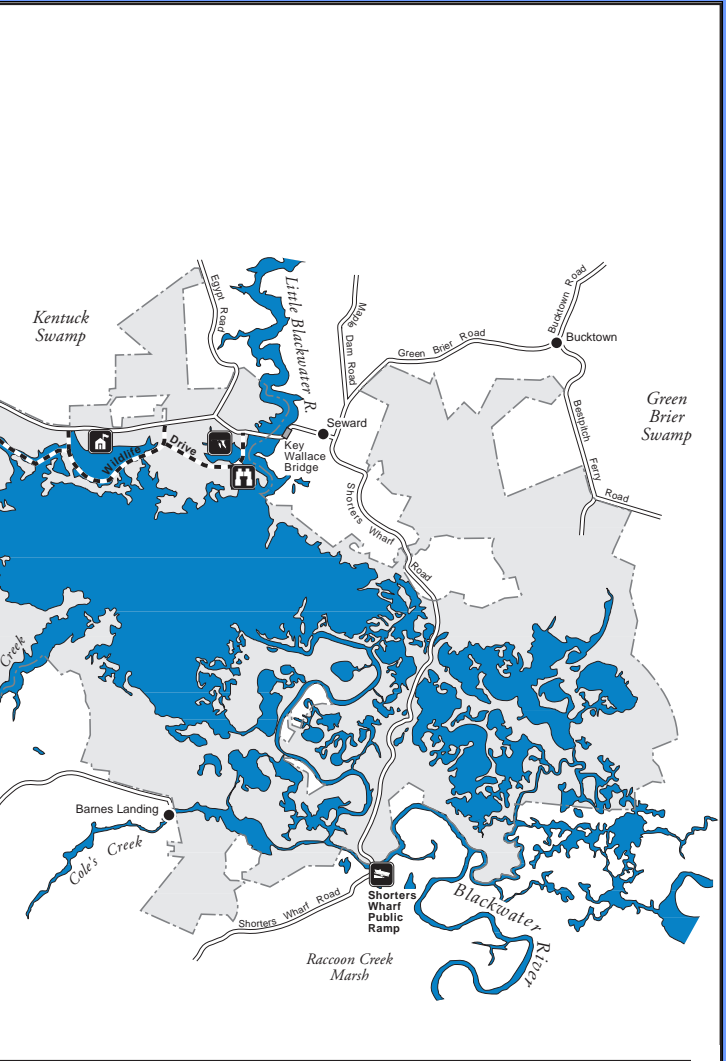 Kentuck
Swamp
Egypt Road
Little Blackwater R.
Maple Dam Road
Green Brier Road
Bucktown Road
Bucktown
Green
Brier
Swamp
Bestpitch Ferry Road
Seward
Key
Wallace
Bridge
Wildlife Drive
Shorters Wharf Road
Creek
Barnes Landing
Cole's Creek
Shorters Wharf Road
Shorters
Wharf
Public
Ramp
Blackwater River
Raccoon Creek
Marsh